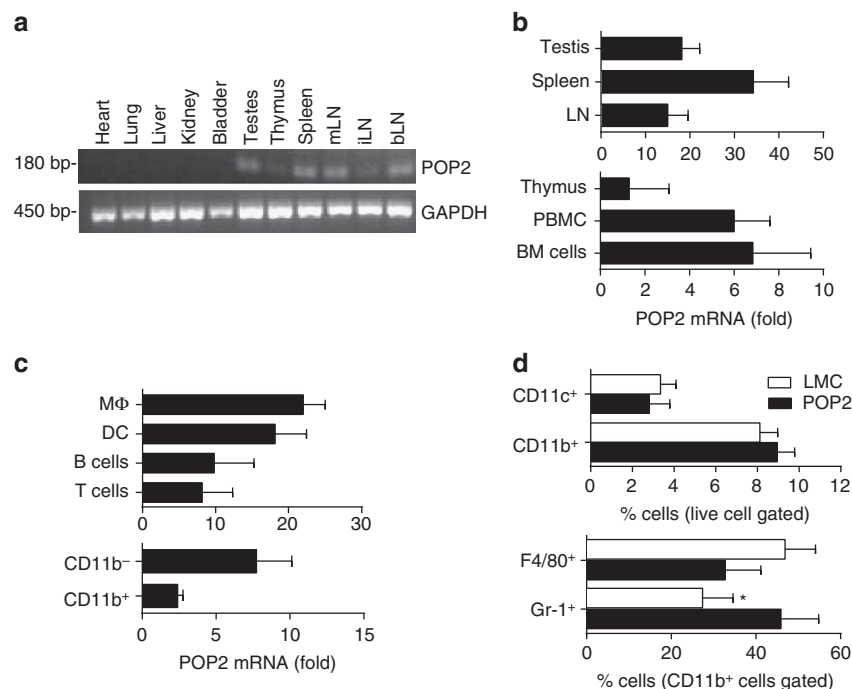 a
Heart
Lung
Liver
Kidney
Bladder
Testes
Thymus
Spleen
mLN
iLN
bLN
180 bp-
POP2
450 bp-
GAPDH
b
Testis
Spleen
LN
0 10 20 30 40 50
Thymus
PBMC
BM cells
0 2 4 6 8 10
POP2 mRNA (fold)
c
MΦ
DC
B cells
T cells
0 10 20 30
CD11b⁻
CD11b⁺
0 5 10 15
POP2 mRNA (fold)
d
LMC
POP2
CD11c⁺
CD11b⁺
0 2 4 6 8 10 12
% cells (live cell gated)
F4/80⁺
Gr-1⁺
*
0 20 40 60
% cells (CD11b⁺ cells gated)